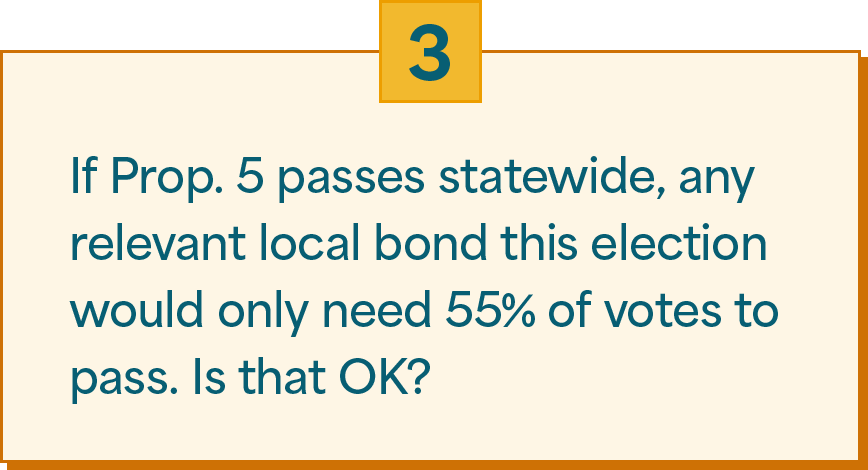 3
If Prop. 5 passes statewide, any
relevant local bond this election
would only need 55% of votes to
pass. Is that OK?